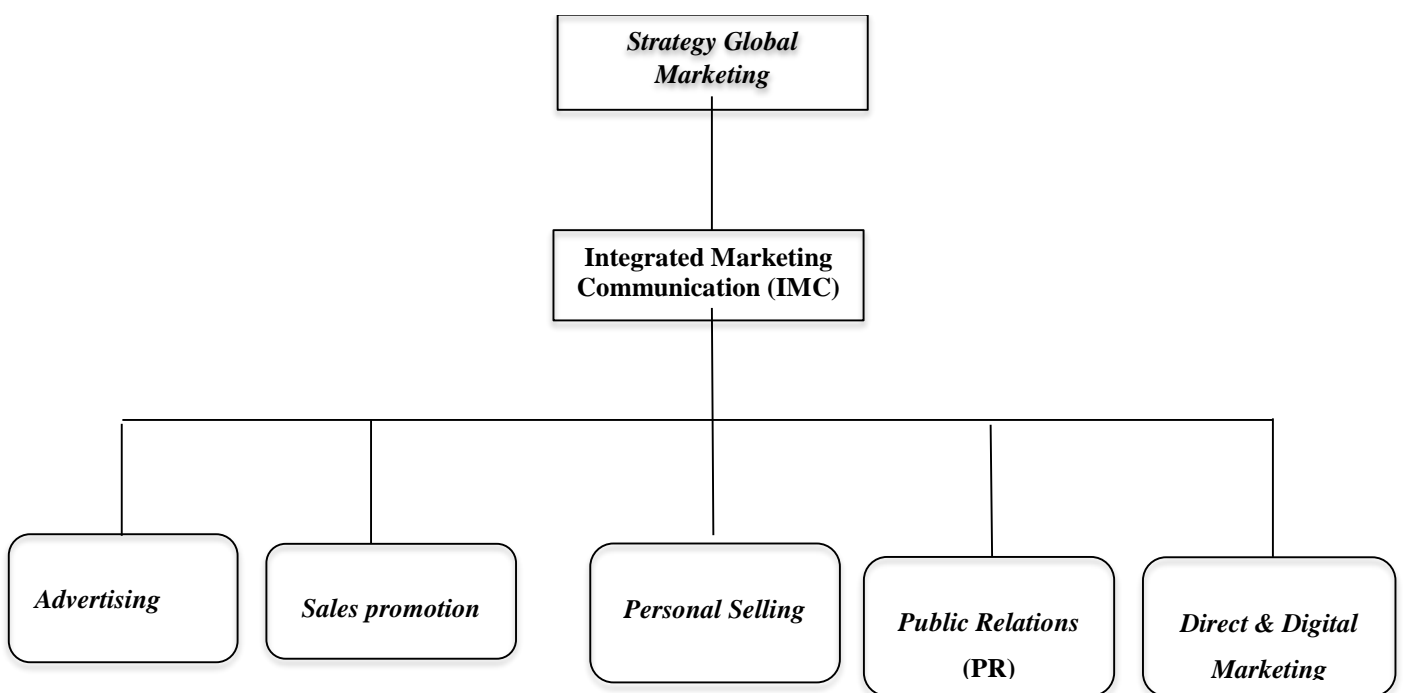 Strategy Global
Marketing
Integrated Marketing
Communication (IMC)
Advertising
Sales promotion
Personal Selling
Public Relations
(PR)
Direct & Digital
Marketing